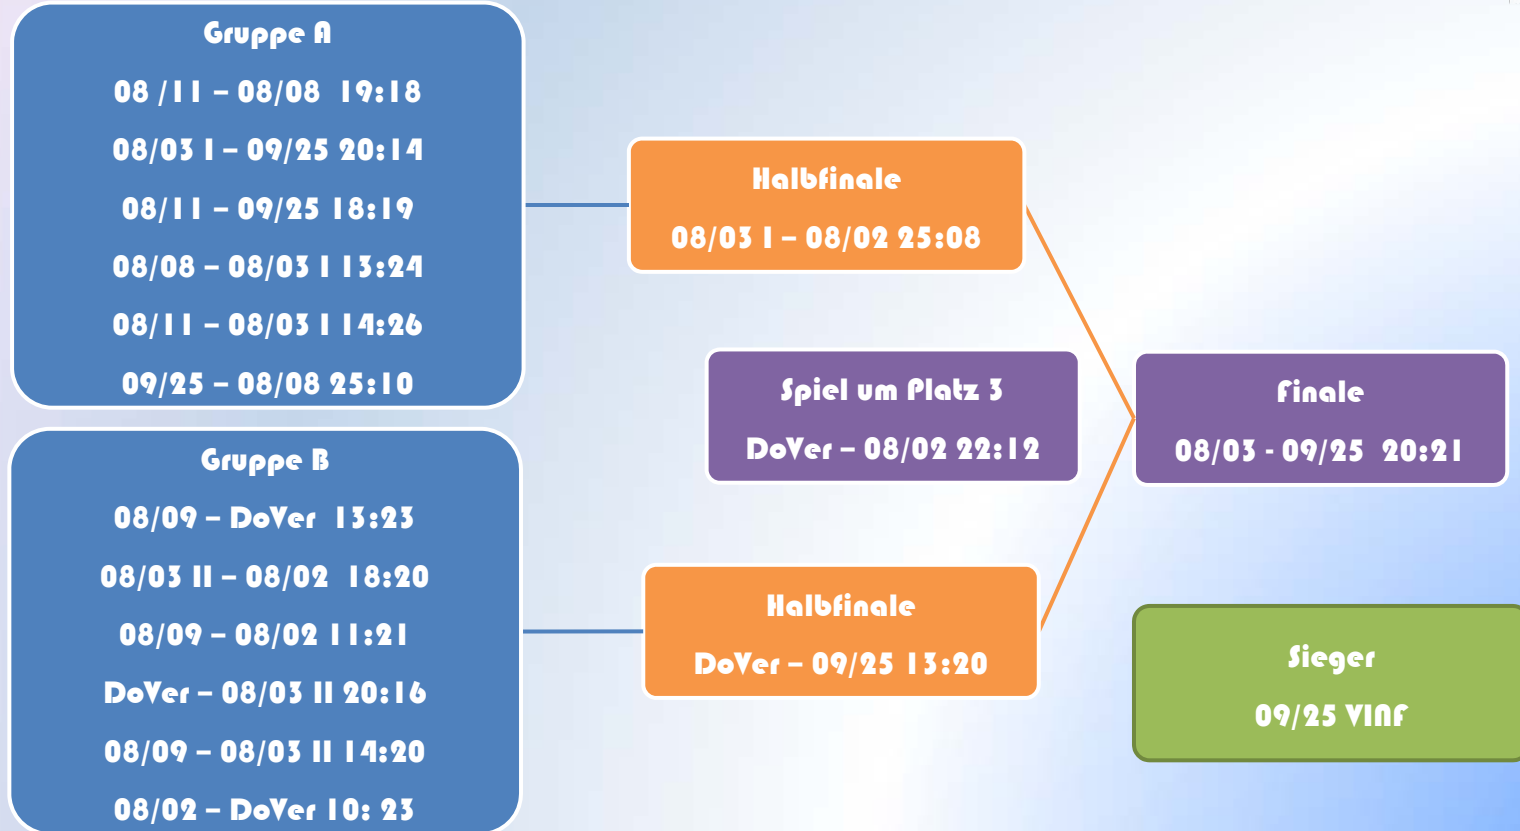 Gruppe A
08 /11 – 08/08  19:18
08/03 I – 09/25 20:14
08/11 – 09/25 18:19
08/08 – 08/03 I 13:24
08/11 – 08/03 I 14:26
09/25 – 08/08 25:10
Gruppe B
08/09 – DoVer  13:23
08/03 II – 08/02  18:20
08/09 – 08/02 11:21
DoVer – 08/03 II 20:16
08/09 – 08/03 II 14:20
08/02 – DoVer 10: 23
Halbfinale
08/03 I – 08/02 25:08
Spiel um Platz 3
DoVer – 08/02 22:12
Halbfinale
DoVer – 09/25 13:20
Finale
08/03 - 09/25  20:21
Sieger
09/25 VINF